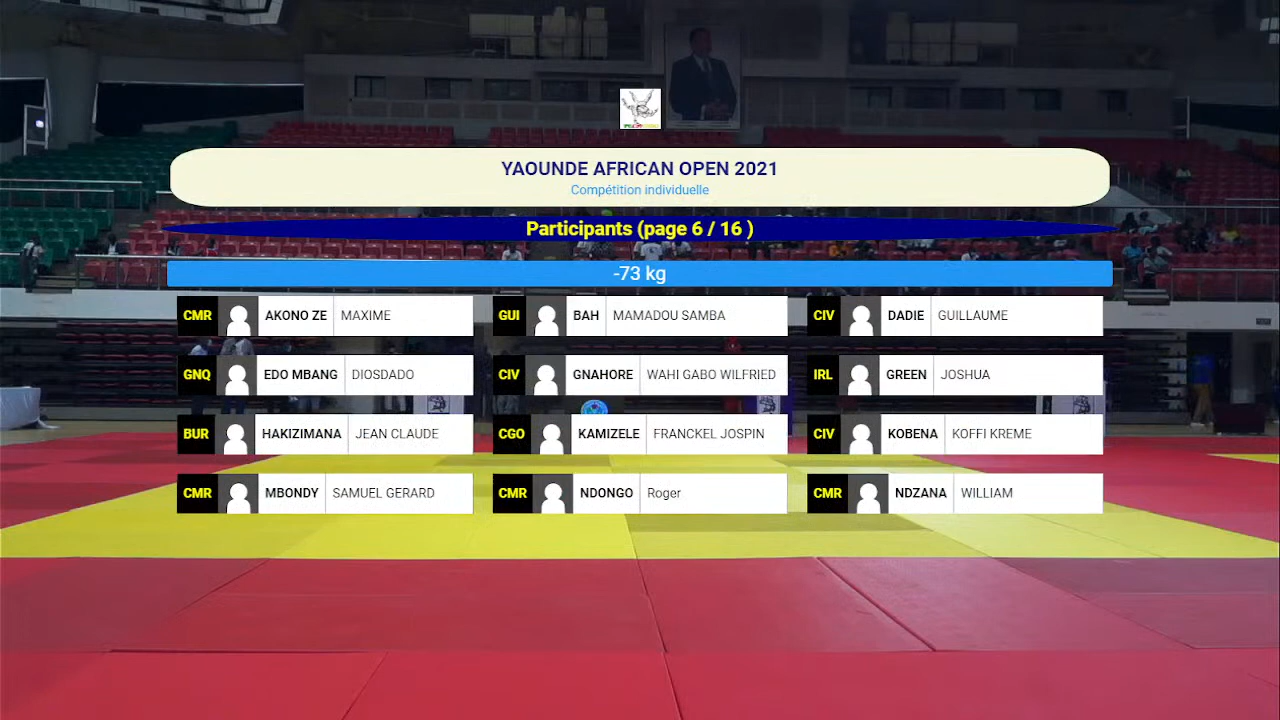 YAOUNDE AFRICAN OPEN 2021
Compétition individuelle
Participants (page 6 / 16 )
-73 kg
CMR AKONO ZE MAXIME
GUI BAH MAMADOU SAMBA
CIV DADIE GUILLAUME
GNQ EDO MBANG DIOSDADO
CIV GNAHORE WAHI GABO WILFRIED
IRL GREEN JOSHUA
BUR HAKIZIMANA JEAN CLAUDE
CGO KAMIZELE FRANCKEL JOSPIN
CIV KOBENA KOFFI KREME
CMR MBONDY SAMUEL GERARD
CMR NDONGO Roger
CMR NDZANA WILLIAM